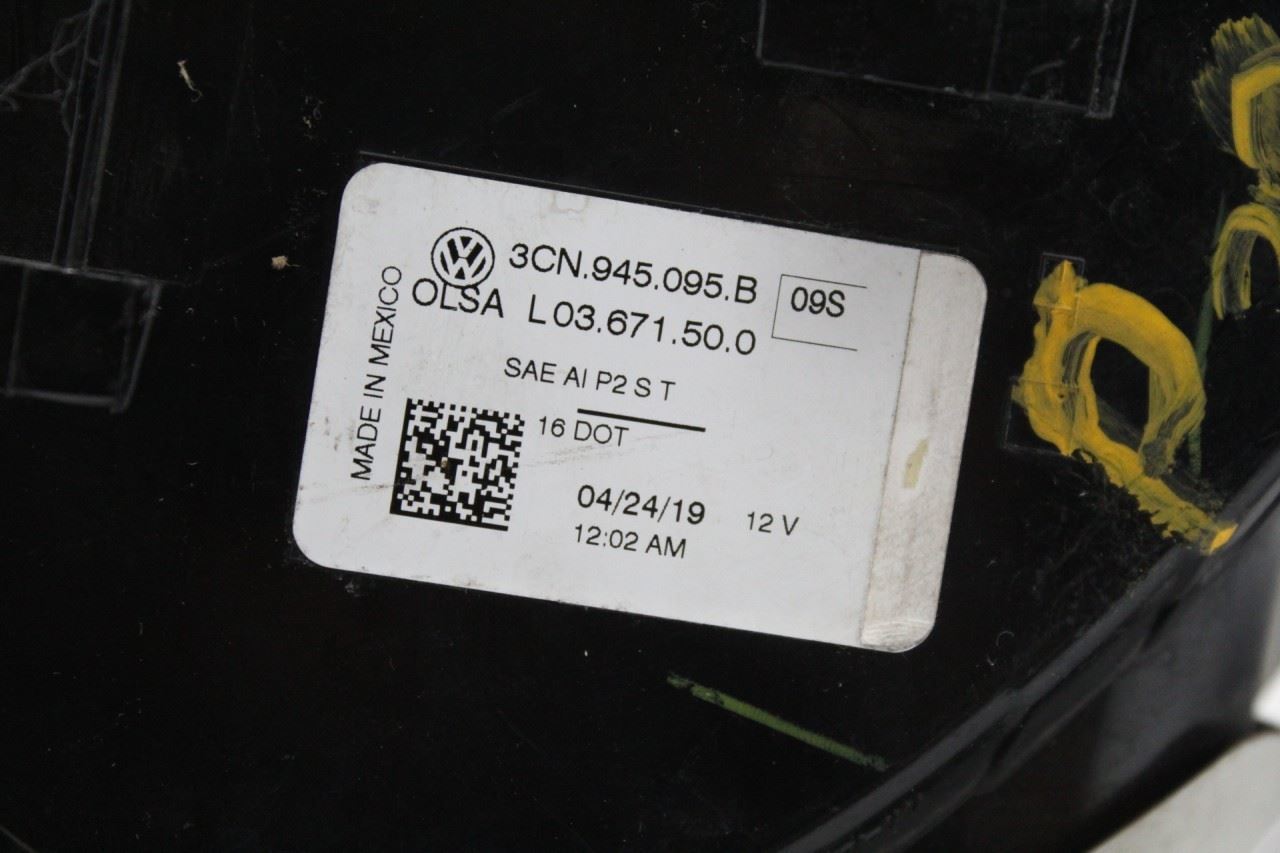 3CN.945.095.B
09S
OLSA L03.671.50.0
SAE AI P2 S T
16 DOT
MADE IN MEXICO
04/24/19 12 V
12:02 AM